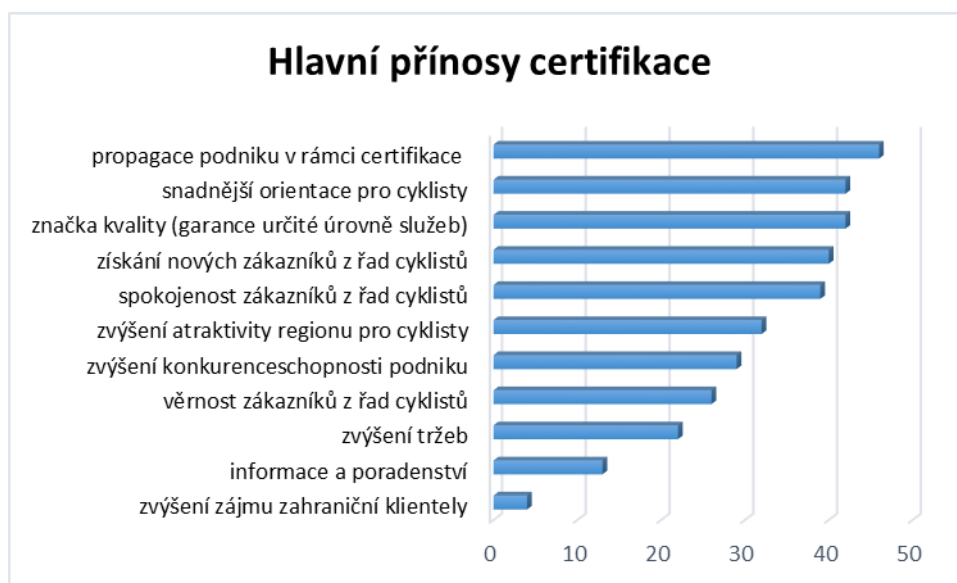 Hlavní přínosy certifikace
propagace podniku v rámci certifikace
snadnější orientace pro cyklisty
značka kvality (garance určité úrovně služeb)
získání nových zákazníků z řad cyklistů
spokojenost zákazníků z řad cyklistů
zvýšení atraktivity regionu pro cyklisty
zvýšení konkurenceschopnosti podniku
věrnost zákazníků z řad cyklistů
zvýšení tržeb
informace a poradenství
zvýšení zájmu zahraniční klientely
0 10 20 30 40 50